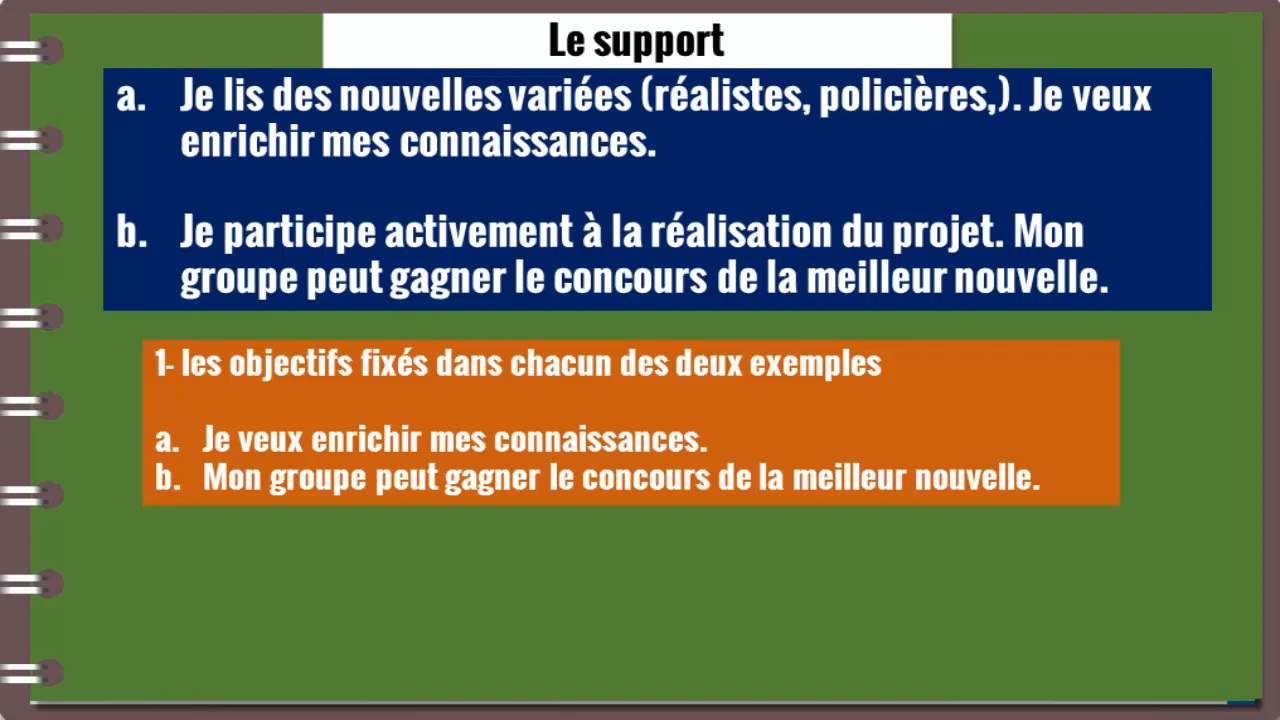 Le support
a. Je lis des nouvelles variées (réalistes, policières,). Je veux
enrichir mes connaissances.
b. Je participe activement à la réalisation du projet. Mon
groupe peut gagner le concours de la meilleur nouvelle.
1- les objectifs fixés dans chacun des deux exemples
a. Je veux enrichir mes connaissances.
b. Mon groupe peut gagner le concours de la meilleur nouvelle.